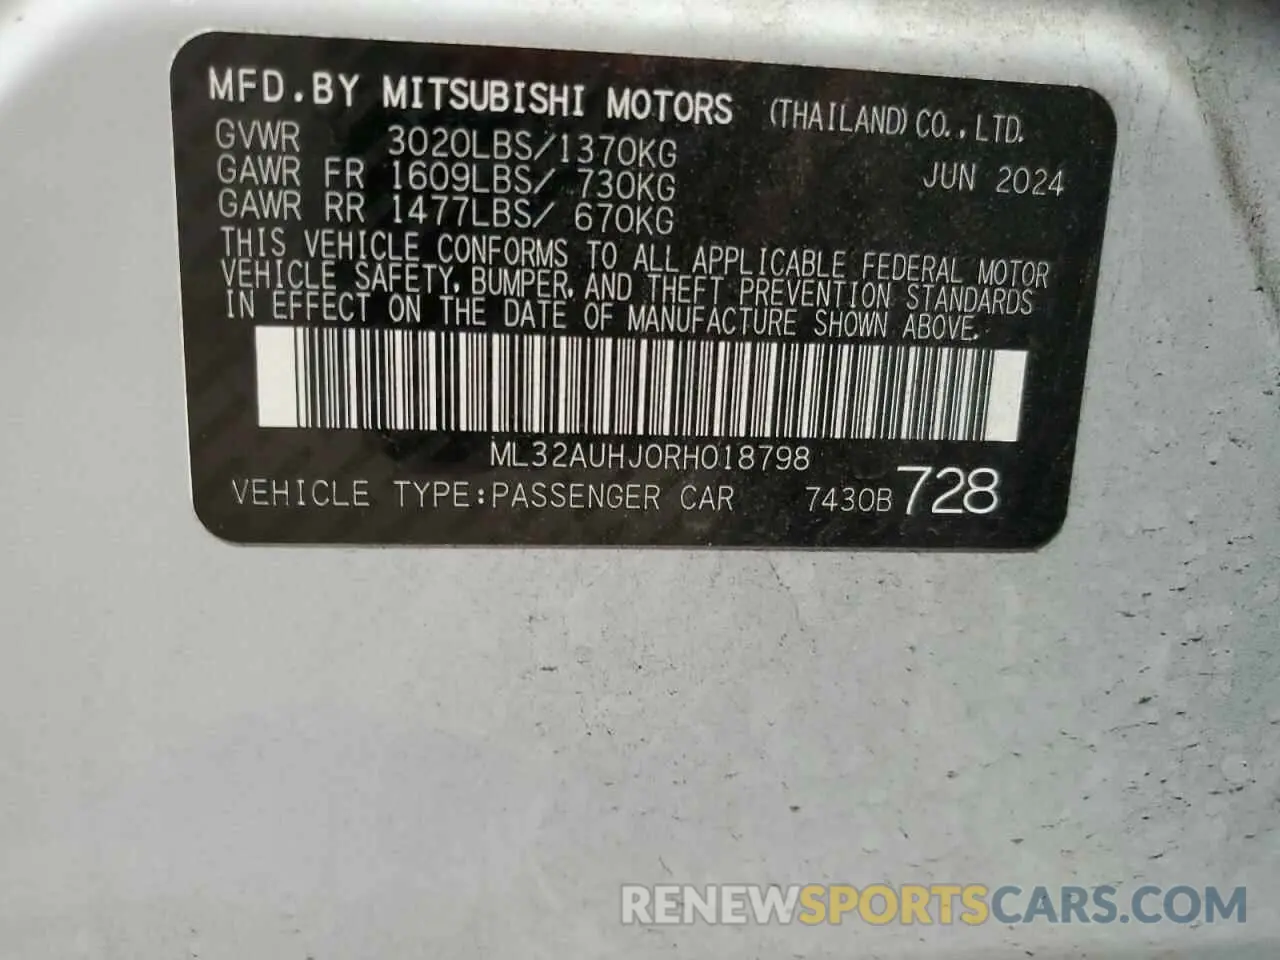 MFD.BY MITSUBISHI MOTORS (THAILAND) CO.,LTD.
GVWR 3020LBS/1370KG JUN 2024
GAWR FR 1609LBS/ 730KG
GAWR RR 1477LBS/ 670KG
THIS VEHICLE CONFORMS TO ALL APPLICABLE FEDERAL MOTOR
VEHICLE SAFETY, BUMPER, AND THEFT PREVENTION STANDARDS
IN EFFECT ON THE DATE OF MANUFACTURE SHOWN ABOVE.
ML32AUHJ0RH018798
VEHICLE TYPE:PASSENGER CAR 7430B 728
RENEWSPORTSCARS.COM